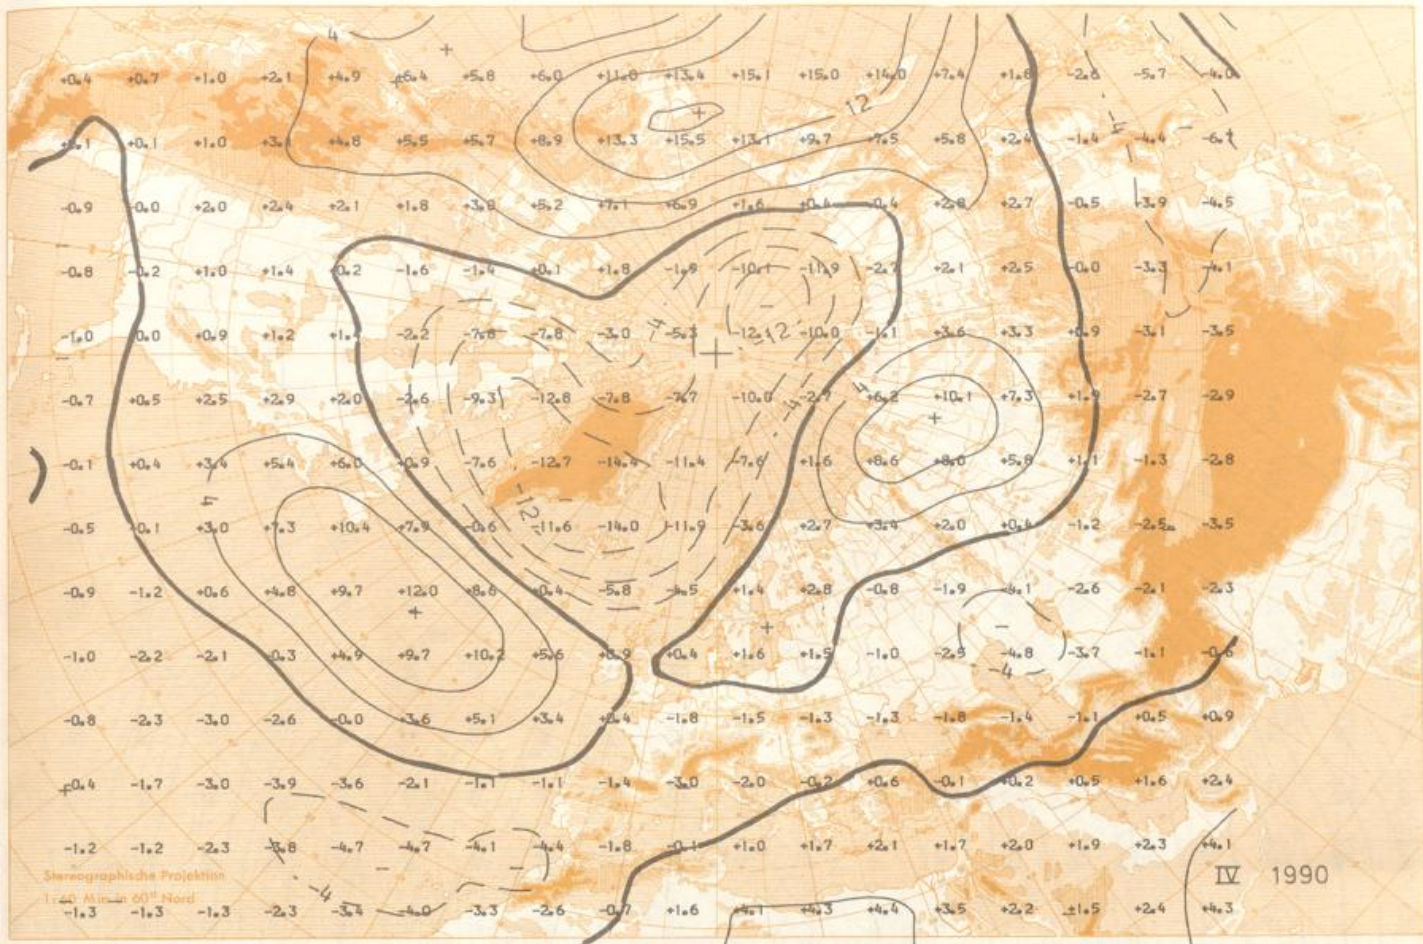 4
+0.4 +0.7 +1.0 +2.1 +4.9 +6.4 +5.8 +6.0 +11.0 +13.4 +15.1 +15.0 +14.0 +7.4 +1.8 -2.6 -5.7 -4.0
12
-4
+0.1 +1.0 +3.1 +4.8 +5.5 +5.7 +8.9 +13.3 +15.5 +13.1 +9.7 +7.5 +5.8 +2.4 -1.4 -4.4
-0.9 -0.0 +2.0 +2.4 +2.1 +1.8 +5.2 +7.1 +6.9 +1.6 +0.4 -0.4 +2.8 +2.7 -0.5 -4.5
-0.8 -0.2 +1.0 +1.4 +0.2 -1.6 -1.4 +0.1 +1.8 -1.9 -10.1 -11.9 -2.7 +2.1 +2.5 -0.0 -3.3 -4.1
-4
-12
-1.0 0.0 +0.9 +1.2 -2.2 -7.8 -7.8 -3.0 -5.3 -10.0 -1.1 +3.6 +3.3 +0.9 -3.1 -3.5
4
-0.7 +0.5 +2.5 +2.9 +2.0 -2.6 -9.3 -12.8 -7.8 -7.7 -10.0 -2.7 +6.2 +10.1 +7.3 +1.9 -2.7 -2.9
-4
-0.1 +0.4 +3.4 +5.4 +6.0 +0.9 -7.6 -12.7 -14.4 -11.4 -7.6 +1.6 +8.6 +8.0 +5.8 +1.1 -1.3 -2.8
4
-12
-0.5 -0.1 +3.0 +7.3 +10.4 +7.9 -0.6 -11.6 -14.0 -11.9 -3.6 +2.7 +3.4 +2.0 +0.4 -1.2 -2.5 -3.5
-0.9 -1.2 +0.6 +4.8 +9.7 +12.0 +8.6 +0.4 -5.8 -4.5 +1.4 +2.8 -0.8 -1.9 -4.1 -2.6 -2.1 -2.3
-1.0 -2.2 -2.1 -0.3 +4.9 +9.7 +10.2 +5.6 +0.4 +1.6 +1.5 -1.0 -2.5 -4.8 -3.7 -1.1 -0.6
-4
-0.8 -2.3 -3.0 -2.6 -0.0 +3.6 +5.1 +3.4 -1.8 -1.5 -1.3 -1.3 -1.8 -1.4 -1.1 +0.5 +0.9
+0.4 -1.7 -3.0 -3.9 -3.6 -2.1 -1.1 -1.1 -1.4 -3.0 -2.0 -0.2 +0.6 -0.1 +0.2 +0.5 +1.6 +2.4
-1.2 -1.2 -2.3 -3.8 -4.7 -4.7 -4.1 -4.4 -1.8 -0.1 +1.0 +1.7 +2.1 +1.7 +2.0 +1.9 +2.3 +4.1
Stereographische Projektion
IV 1990
-4
1:60 Mio in 60° Nord
-1.3 -1.3 -1.3 -2.3 -3.4 -4.0 -3.3 -2.6 -0.7 +1.6 +4.1 +4.3 +4.4 +3.5 +2.2 +1.5 +2.4 +4.3